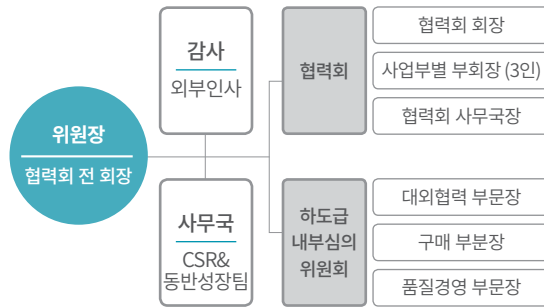 위원장
협력회 전 회장
감사
외부인사
사무국
CSR&
동반성장팀
협력회
협력회 회장
사업부별 부회장 (3인)
협력회 사무국장
하도급
내부심의
위원회
대외협력 부문장
구매 부분장
품질경영 부문장